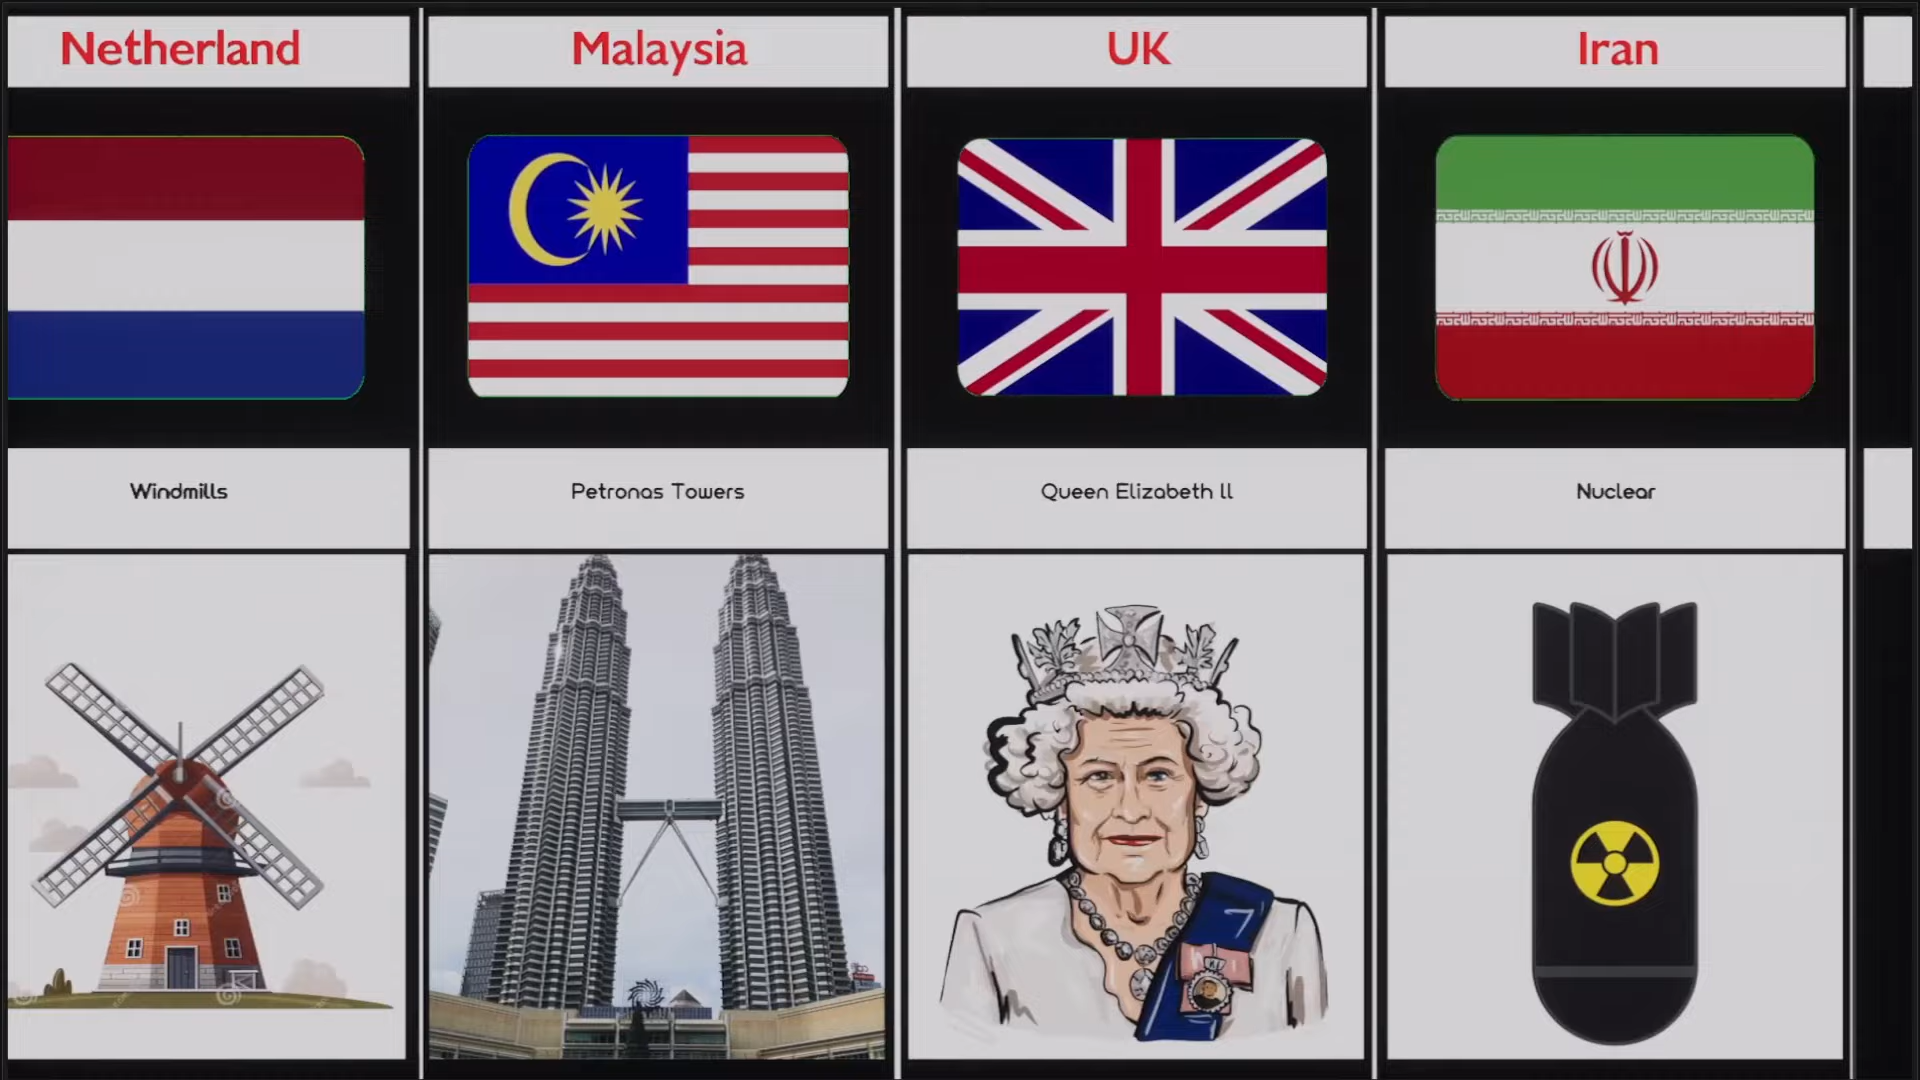 Netherland
Malaysia
UK
Iran
Windmills
Petronas Towers
Queen Elizabeth ll
Nuclear